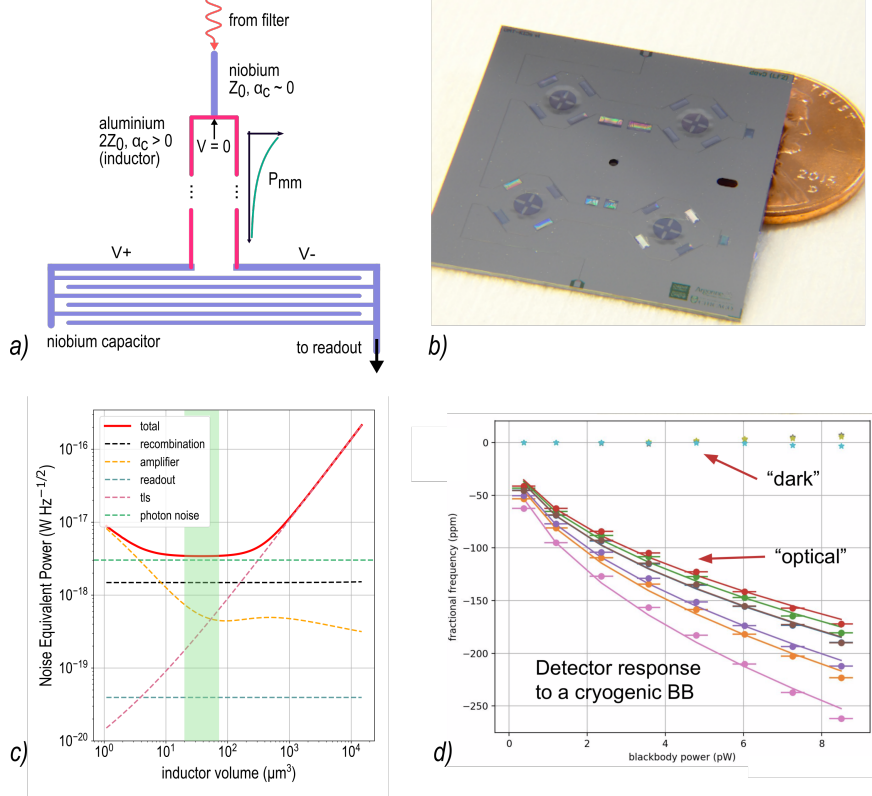 from filter
niobium
Z0, αc ~ 0
aluminium
2Z0, αc > 0
(inductor)
V = 0
Pmm
...
...
V+
V-
niobium capacitor
to readout
a)
TRUST
2015
D
b)
total
recombination
amplifier
readout
tls
photon noise
Noise Equivalent Power (W Hz−1/2)
10−16
10−17
10−18
10−19
10−20
100
101
102
103
104
inductor volume (µm3)
c)
fractional frequency (ppm)
0
−50
−100
−150
−200
−250
"dark"
"optical"
Detector response
to a cryogenic BB
0
2
4
6
8
blackbody power (pW)
d)